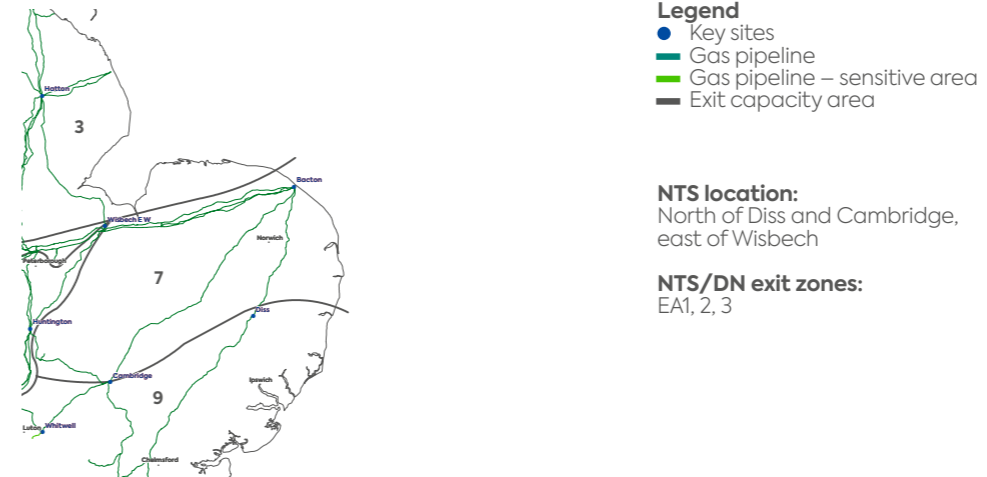 Hatton
3
Bacton
Wisbech E W
Norwich
Peterborough
7
Huntington
Diss
Cambridge
Ipswich
9
Luton
Whitwell
Chelmsford
Legend
Key sites
Gas pipeline
Gas pipeline – sensitive area
Exit capacity area
NTS location:
North of Diss and Cambridge,
east of Wisbech
NTS/DN exit zones:
EA1, 2, 3